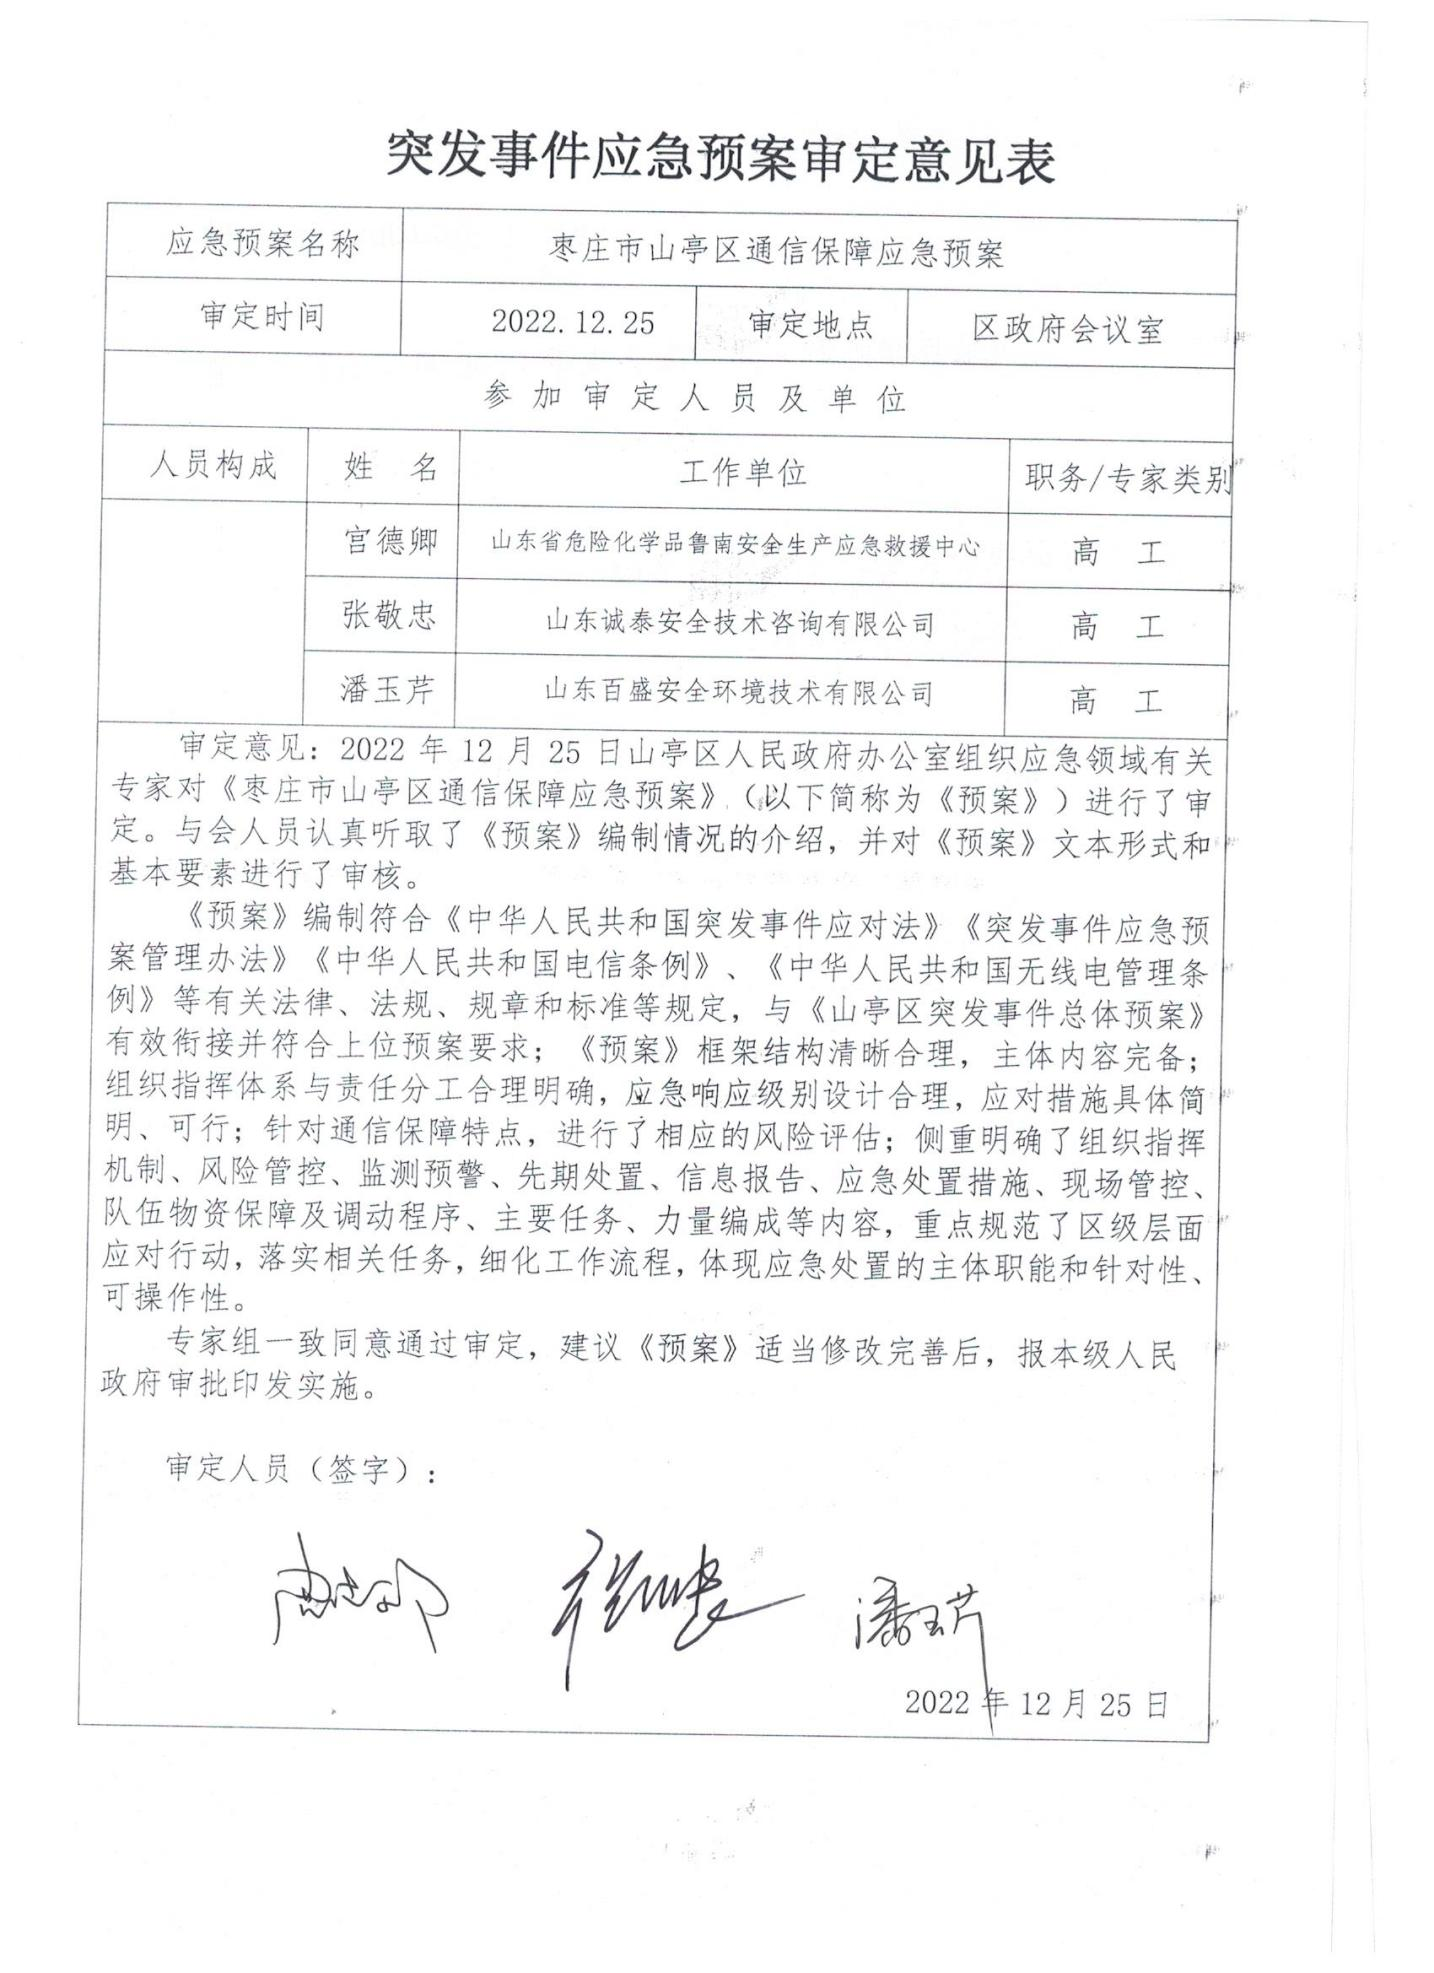 突发事件应急预案审定意见表
应急预案名称 枣庄市山亭区通信保障应急预案
审定时间 2022.12.25 审定地点 区政府会议室
参加审定人员及单位
人员构成 姓 名 工作单位 职务/专家类别
宫德卿 山东省危险化学品鲁南安全生产应急救援中心 高 工
张敬忠 山东诚泰安全技术咨询有限公司 高 工
潘玉芹 山东百盛安全环境技术有限公司 高 工
审定意见：2022 年 12 月 25 日山亭区人民政府办公室组织应急领域有关
专家对《枣庄市山亭区通信保障应急预案》（以下简称为《预案》）进行了审
定。与会人员认真听取了《预案》编制情况的介绍，并对《预案》文本形式和
基本要素进行了审核。
《预案》编制符合《中华人民共和国突发事件应对法》《突发事件应急预
案管理办法》《中华人民共和国电信条例》、《中华人民共和国无线电管理条
例》等有关法律、法规、规章和标准等规定，与《山亭区突发事件总体预案》
有效衔接并符合上位预案要求；《预案》框架结构清晰合理，主体内容完备；
组织指挥体系与责任分工合理明确，应急响应级别设计合理，应对措施具体简
明、可行；针对通信保障特点，进行了相应的风险评估；侧重明确了组织指挥
机制、风险管控、监测预警、先期处置、信息报告、应急处置措施、现场管控、
队伍物资保障及调动程序、主要任务、力量编成等内容，重点规范了区级层面
应对行动，落实相关任务，细化工作流程，体现应急处置的主体职能和针对性、
可操作性。
专家组一致同意通过审定，建议《预案》适当修改完善后，报本级人民
政府审批印发实施。
审定人员（签字）：
潘玉芹
2022 年 12 月 25 日